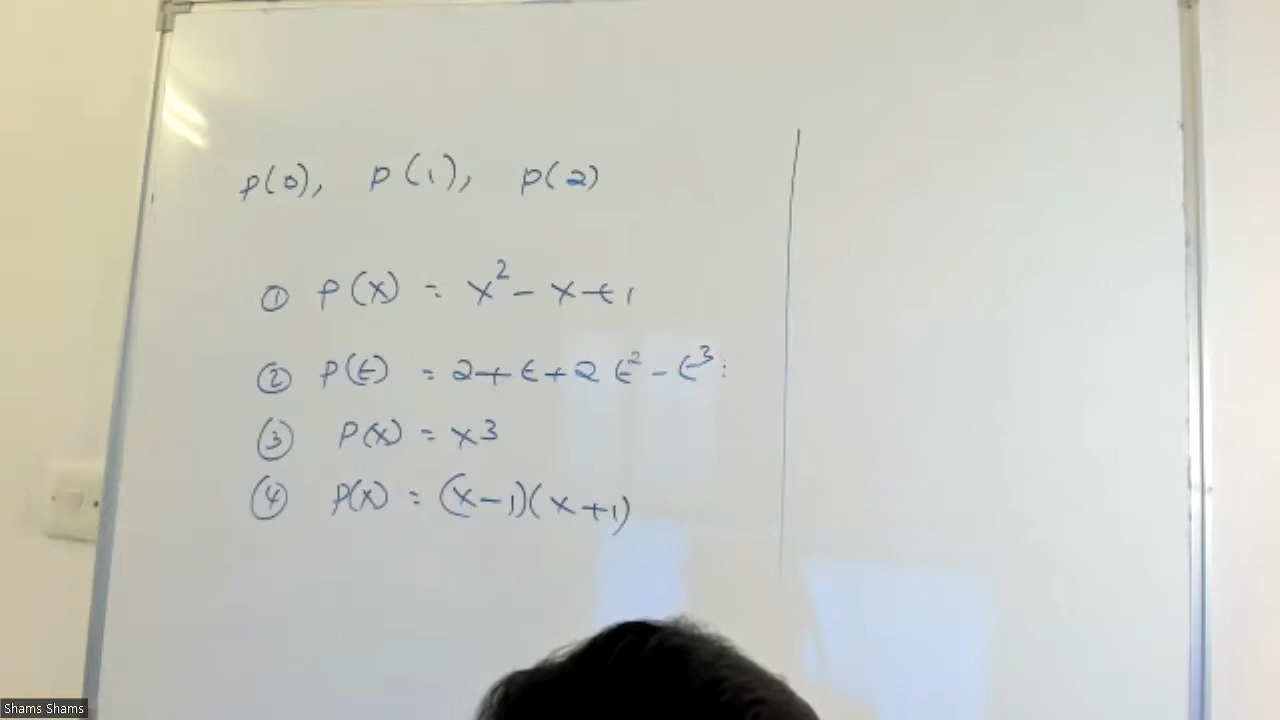 p(0), p(1), p(2)
① P(x) = x² - x + 1
② P(t) = 2 + t + 2t² - t³
③ P(x) = x³
④ P(x) = (x-1)(x+1)
Shams Shams